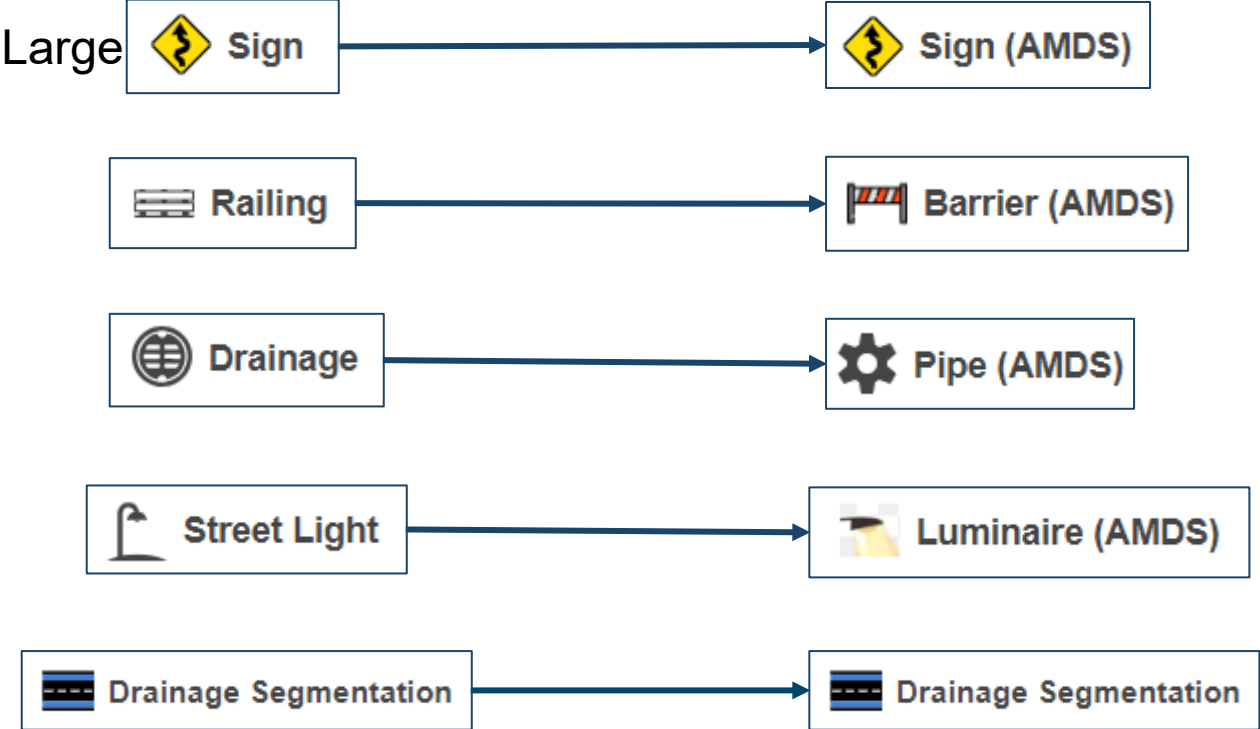 Large Sign Sign (AMDS)
Railing Barrier (AMDS)
Drainage Pipe (AMDS)
Street Light Luminaire (AMDS)
Drainage Segmentation Drainage Segmentation